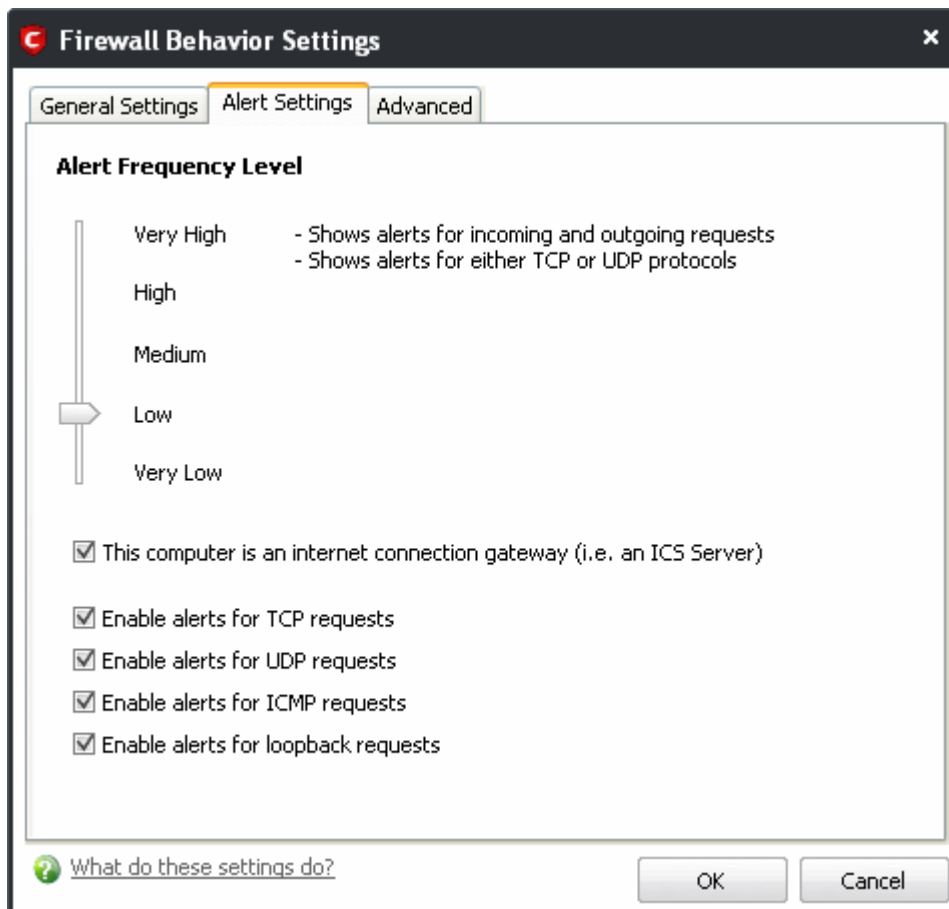 Firewall Behavior Settings
General Settings Alert Settings Advanced
Alert Frequency Level
Very High - Shows alerts for incoming and outgoing requests
- Shows alerts for either TCP or UDP protocols
High
Medium
Low
Very Low
This computer is an internet connection gateway (i.e. an ICS Server)
Enable alerts for TCP requests
Enable alerts for UDP requests
Enable alerts for ICMP requests
Enable alerts for loopback requests
What do these settings do?
OK Cancel